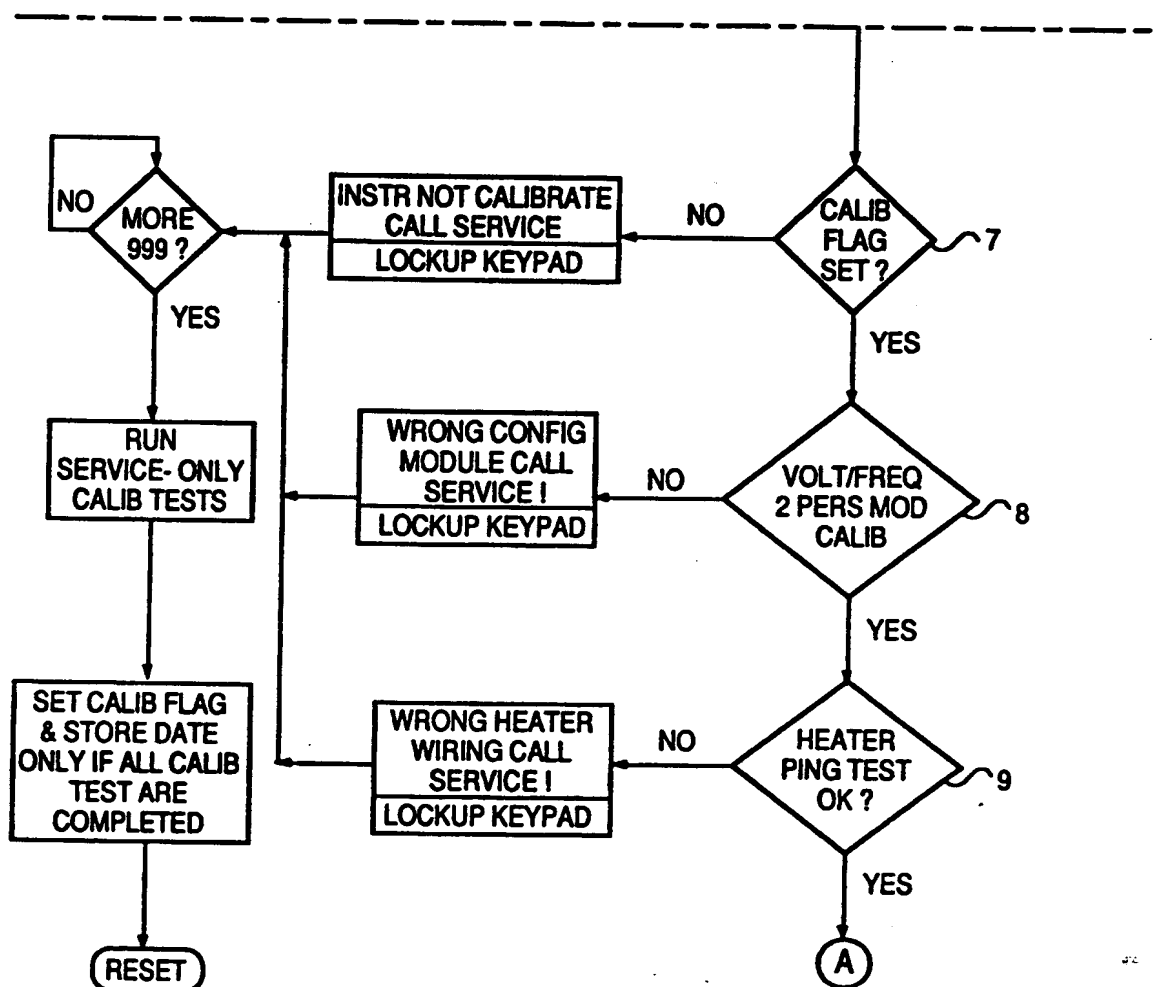 NO
MORE
999 ?
YES
INSTR NOT CALIBRATE
CALL SERVICE
LOCKUP KEYPAD
NO
CALIB
FLAG
SET ?
7
YES
RUN
SERVICE- ONLY
CALIB TESTS
WRONG CONFIG
MODULE CALL
SERVICE !
LOCKUP KEYPAD
NO
VOLT/FREQ
2 PERS MOD
CALIB
8
YES
SET CALIB FLAG
& STORE DATE
ONLY IF ALL CALIB
TEST ARE
COMPLETED
WRONG HEATER
WIRING CALL
SERVICE !
LOCKUP KEYPAD
NO
HEATER
PING TEST
OK ?
9
YES
RESET
A